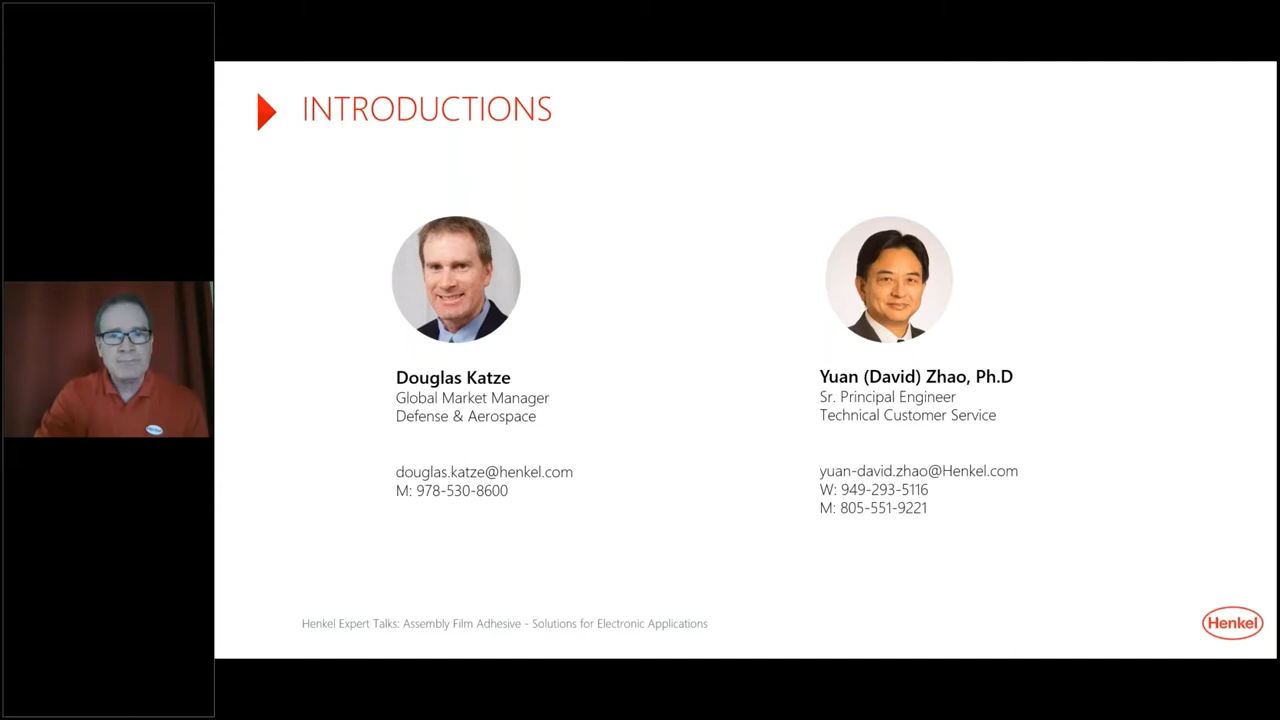 INTRODUCTIONS
Douglas Katze
Global Market Manager
Defense & Aerospace
douglas.katze@henkel.com
M: 978-530-8600
Yuan (David) Zhao, Ph.D
Sr. Principal Engineer
Technical Customer Service
yuan-david.zhao@Henkel.com
W: 949-293-5116
M: 805-551-9221
Henkel Expert Talks: Assembly Film Adhesive - Solutions for Electronic Applications
Henkel